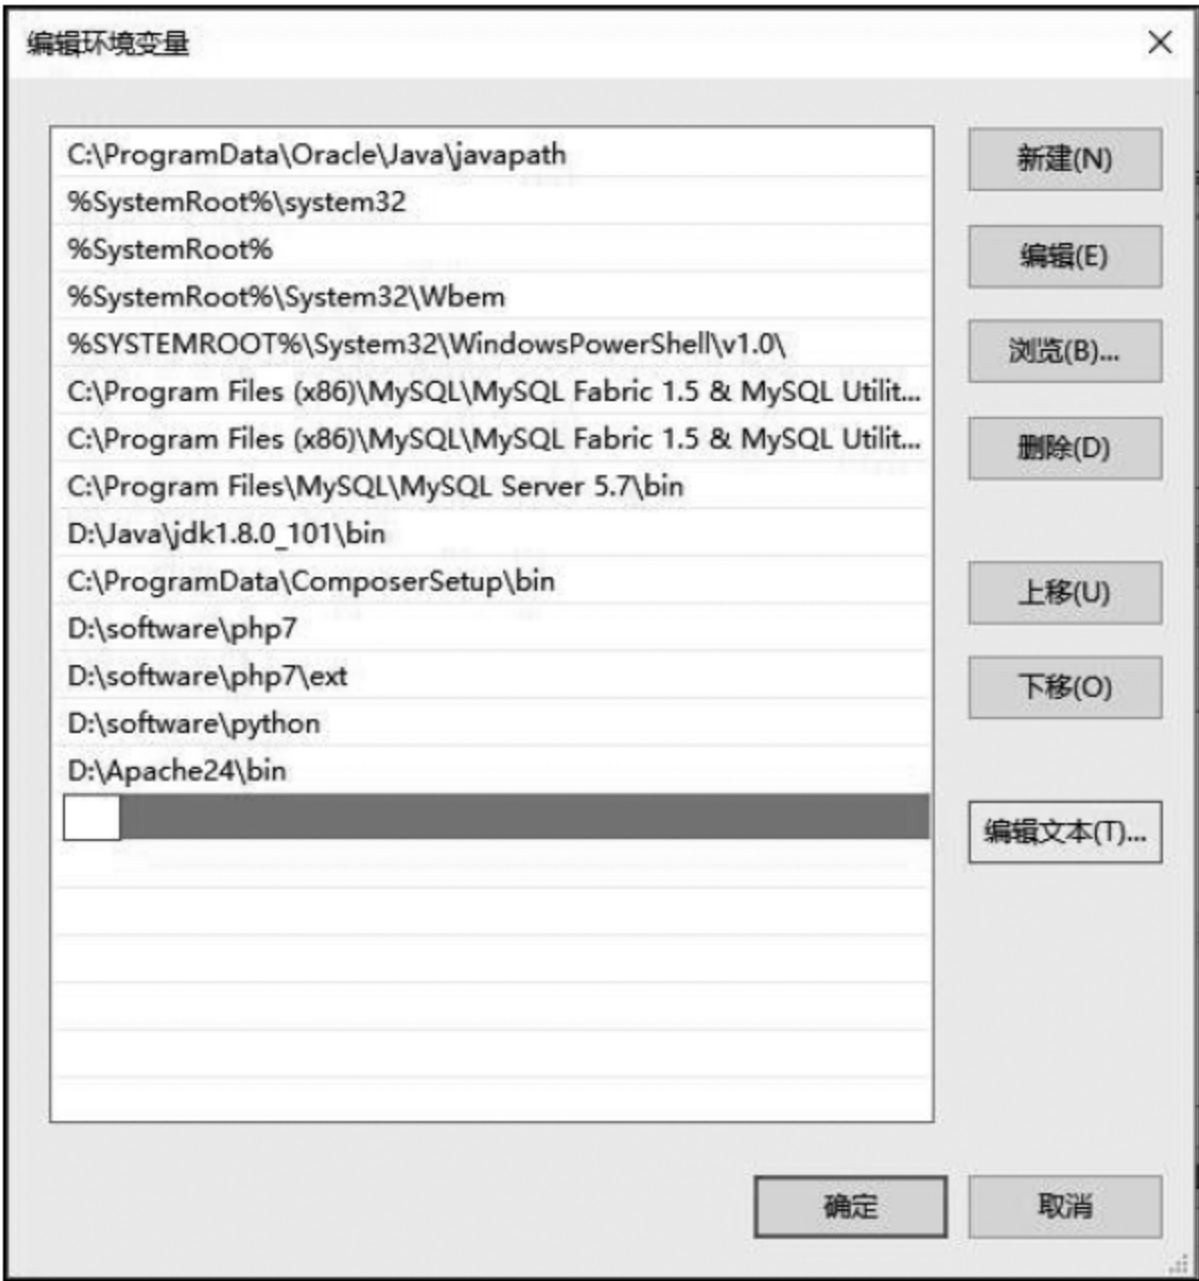 编辑环境变量
C:\ProgramData\Oracle\Java\javapath
新建(N)
%SystemRoot%\system32
%SystemRoot%
编辑(E)
%SystemRoot%\System32\Wbem
%SYSTEMROOT%\System32\WindowsPowerShell\v1.0\
浏览(B)...
C:\Program Files (x86)\MySQL\MySQL Fabric 1.5 & MySQL Utilit...
C:\Program Files (x86)\MySQL\MySQL Fabric 1.5 & MySQL Utilit...
删除(D)
C:\Program Files\MySQL\MySQL Server 5.7\bin
D:\Java\jdk1.8.0_101\bin
C:\ProgramData\ComposerSetup\bin
上移(U)
D:\software\php7
D:\software\php7\ext
下移(O)
D:\software\python
D:\Apache24\bin
编辑文本(T)...
确定
取消